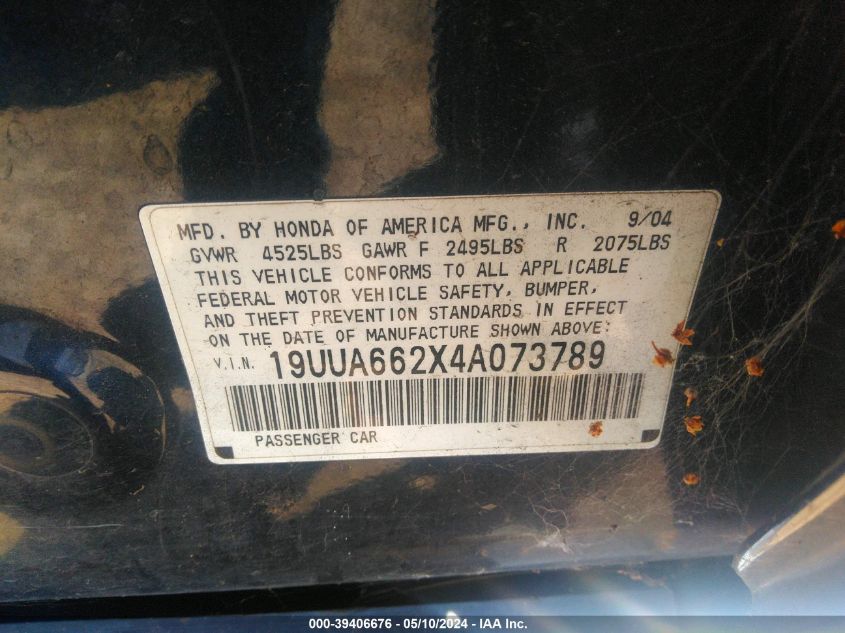 MFD. BY HONDA OF AMERICA MFG., INC. 9/04
GVWR 4525LBS GAWR F 2495LBS R 2075LBS
THIS VEHICLE CONFORMS TO ALL APPLICABLE
FEDERAL MOTOR VEHICLE SAFETY, BUMPER,
AND THEFT PREVENTION STANDARDS IN EFFECT
ON THE DATE OF MANUFACTURE SHOWN ABOVE:
V.I.N. 19UUA662X4A073789
PASSENGER CAR
000-39406676 — 05/10/2024 — IAA Inc.